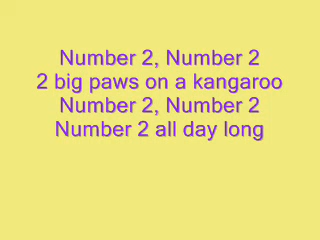 Number 2, Number 2
2 big paws on a kangaroo
Number 2, Number 2
Number 2 all day long